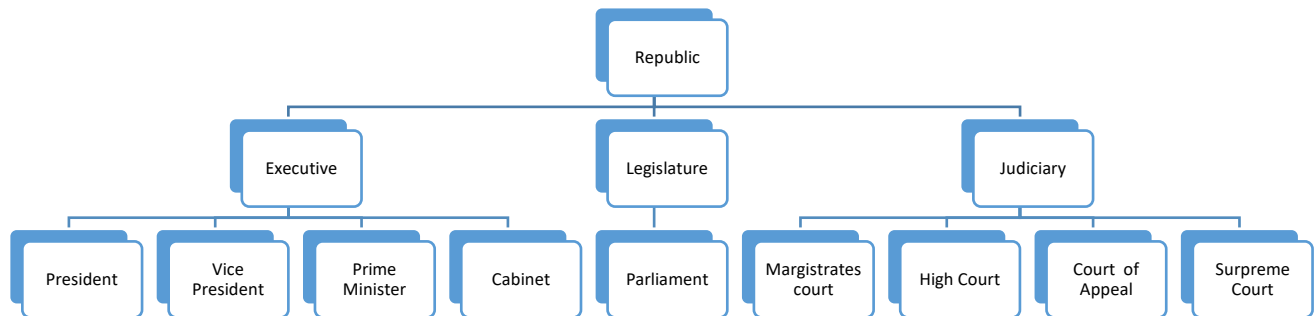 Republic
Executive
Legislature
Judiciary
President
Vice
President
Prime
Minister
Cabinet
Parliament
Margistrates
court
High Court
Court of
Appeal
Surpreme
Court